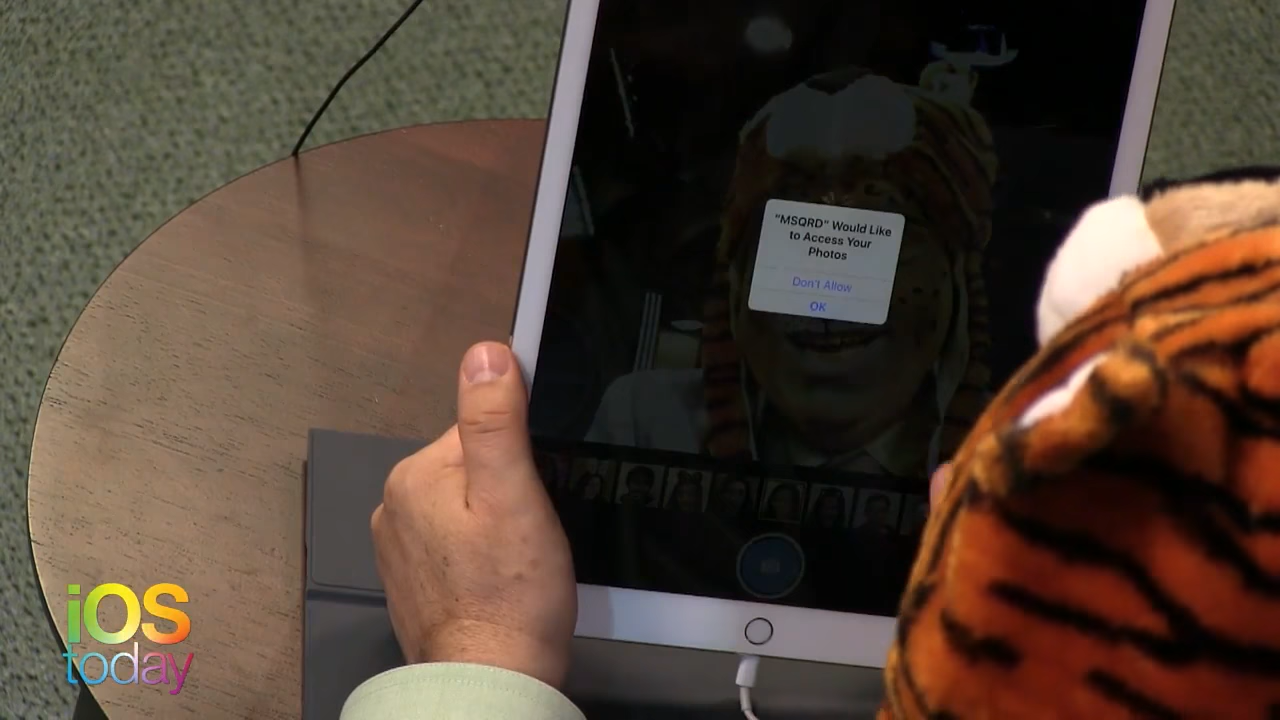 "MSQRD" Would Like
to Access Your
Photos
Don't Allow
OK
iOS
today